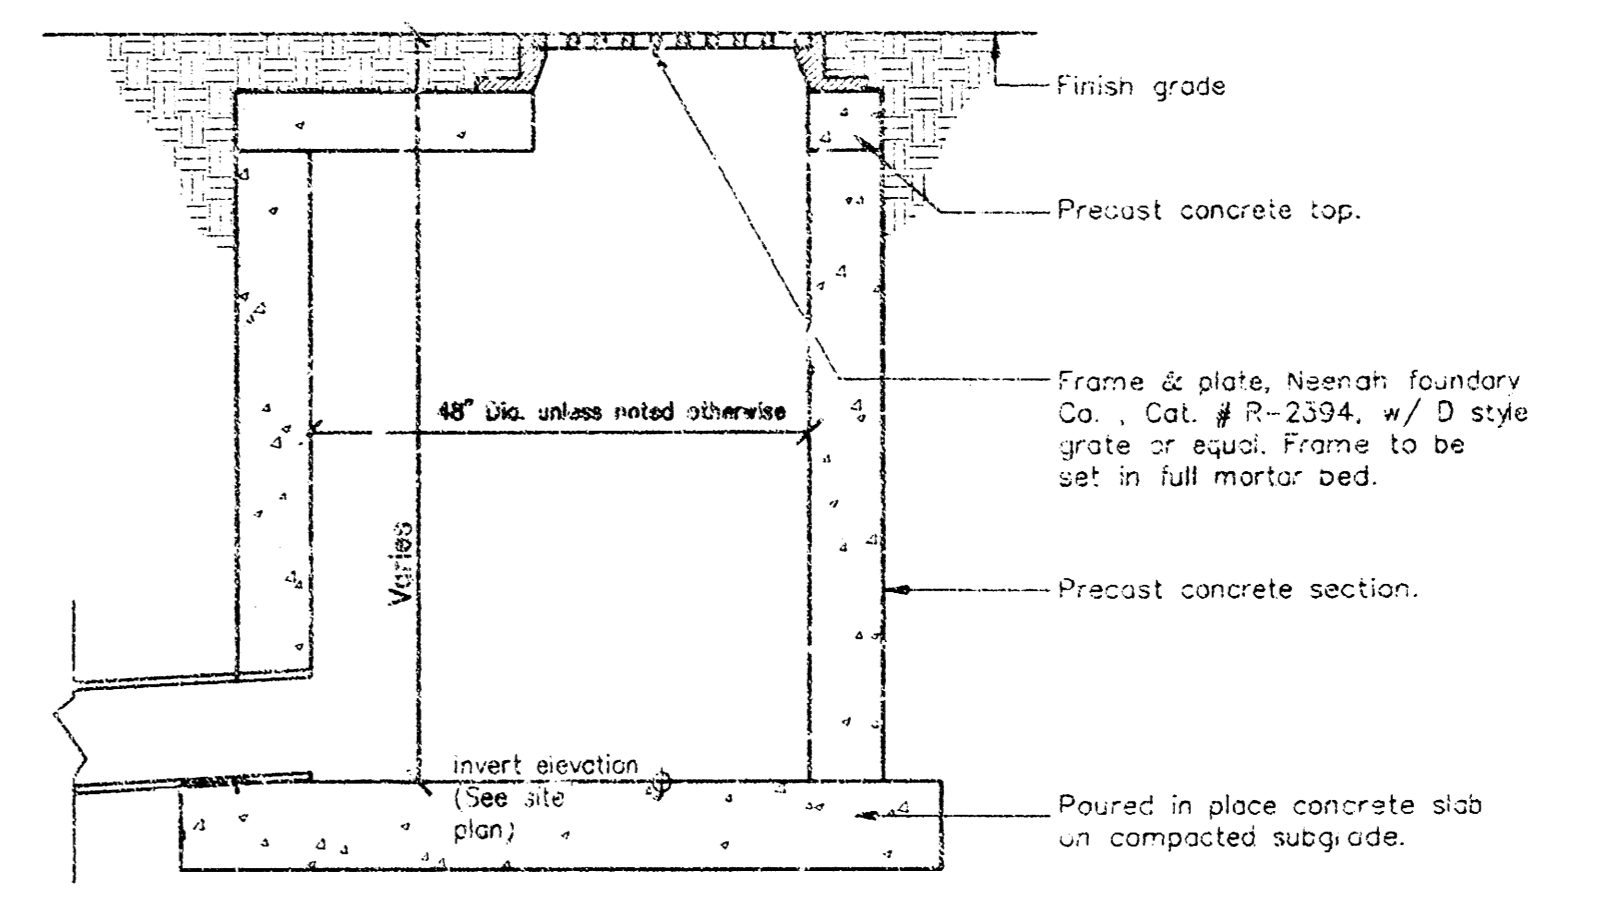 Finish grade
Precast concrete top.
Frame & plate, Neenah foundary
Co. , Cat. # R-2394, w/ D style
grate or equal. Frame to be
set in full mortar bed.
48" Dia. unless noted otherwise
Varies
Precast concrete section.
invert elevation
(See site
plan)
Poured in place concrete slab
on compacted subgrade.